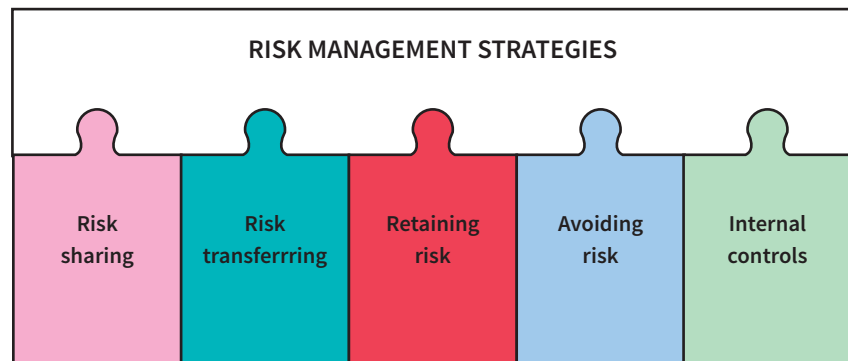 RISK MANAGEMENT STRATEGIES
Risk
sharing
Risk
transferrring
Retaining
risk
Avoiding
risk
Internal
controls